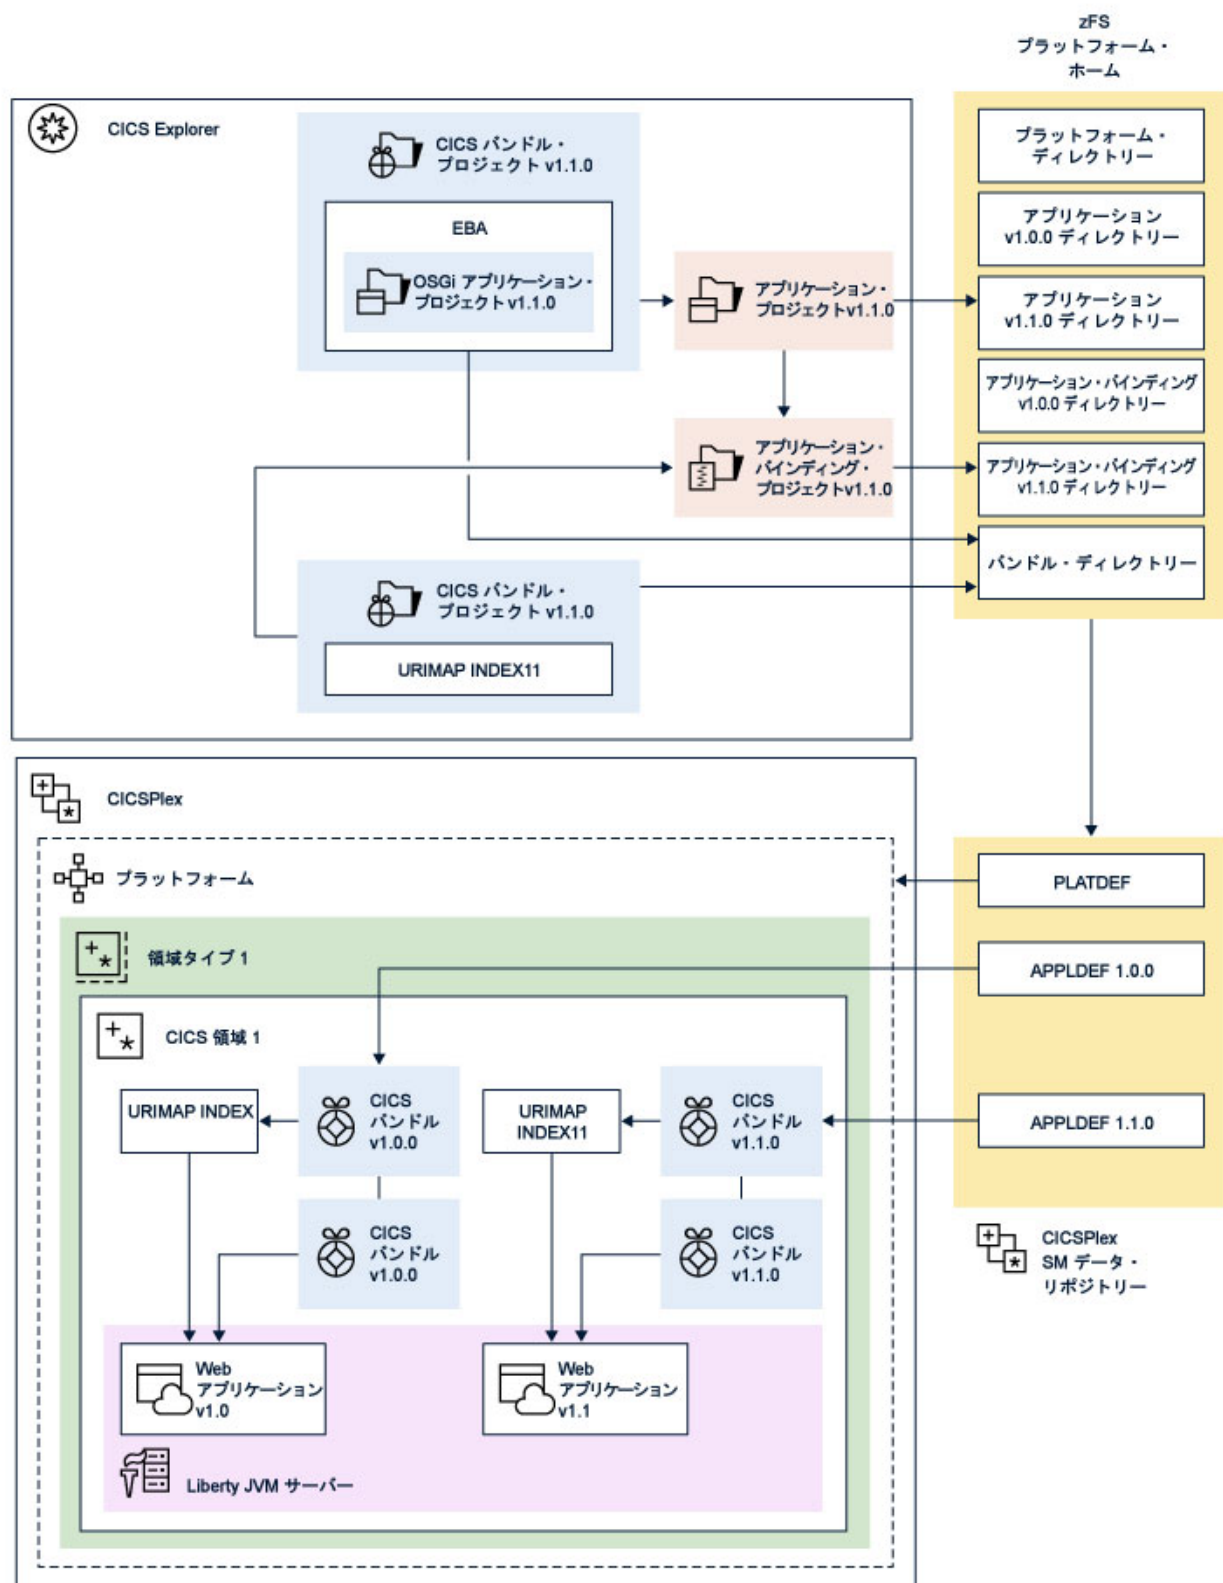 zFS
プラットフォーム・
ホーム
CICS Explorer
CICS バンドル・
プロジェクト v1.1.0
EBA
OSGi アプリケーション・
プロジェクト v1.1.0
アプリケーション・
プロジェクトv1.1.0
アプリケーション・
バインディング・
プロジェクトv1.1.0
CICS バンドル・
プロジェクト v1.1.0
URIMAP INDEX11
プラットフォーム・
ディレクトリー
アプリケーション
v1.0.0 ディレクトリー
アプリケーション
v1.1.0 ディレクトリー
アプリケーション・バインディング
v1.0.0 ディレクトリー
アプリケーション・バインディング
v1.1.0 ディレクトリー
バンドル・ ディレクトリー
CICSPlex
プラットフォーム
領域タイプ 1
CICS 領域 1
URIMAP INDEX
CICS
バンドル
v1.0.0
URIMAP
INDEX11
CICS
バンドル
v1.1.0
CICS
バンドル
v1.0.0
CICS
バンドル
v1.1.0
Web
アプリケーション
v1.0
Web
アプリケーション
v1.1
Liberty JVM サーバー
PLATDEF
APPLDEF 1.0.0
APPLDEF 1.1.0
CICSPlex
SM データ・
リポジトリー